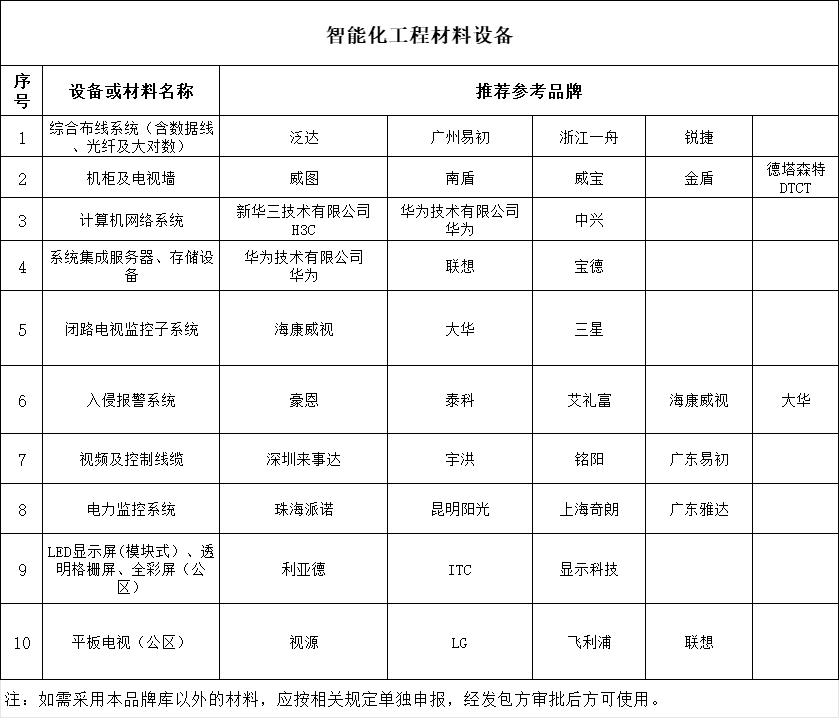 智能化工程材料设备
序
号
设备或材料名称
推荐参考品牌
1
综合布线系统（含数据线
、光纤及大对数）
泛达
广州易初
浙江一舟
锐捷
2
机柜及电视墙
威图
南盾
威宝
金盾
德塔森特
DTCT
3
计算机网络系统
新华三技术有限公司
H3C
华为技术有限公司
华为
中兴
4
系统集成服务器、存储设
备
华为技术有限公司
华为
联想
宝德
5
闭路电视监控子系统
海康威视
大华
三星
6
入侵报警系统
豪恩
泰科
艾礼富
海康威视
大华
7
视频及控制线缆
深圳来事达
宇洪
铭阳
广东易初
8
电力监控系统
珠海派诺
昆明阳光
上海奇朗
广东雅达
9
LED显示屏(模块式）、透
明格栅屏、全彩屏（公
区）
利亚德
ITC
显示科技
10
平板电视（公区）
视源
LG
飞利浦
联想
注：如需采用本品牌库以外的材料，应按相关规定单独申报，经发包方审批后方可使用。